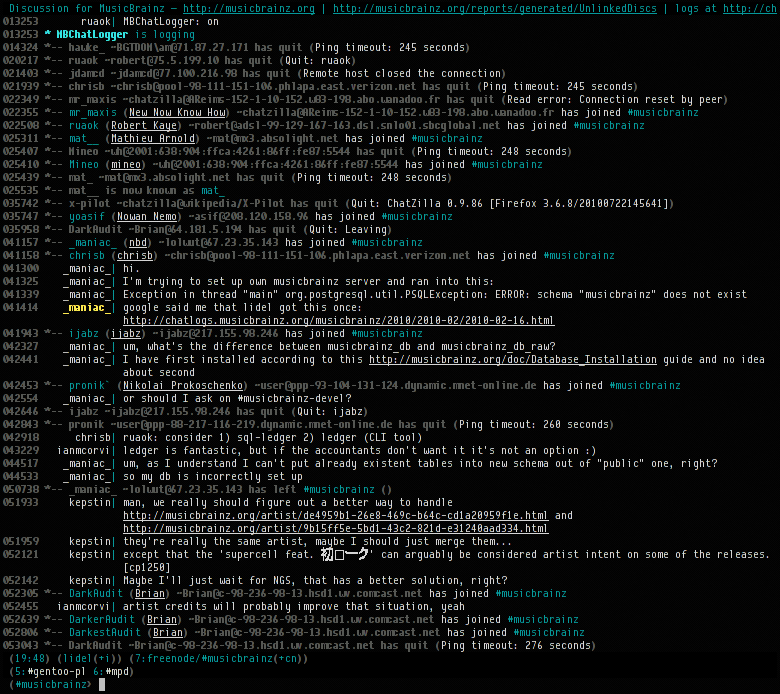 Discussion for MusicBrainz — http://musicbrainz.org | http://musicbrainz.org/reports/generated/UnlinkedDiscs | logs at http://ch
013253 ruaok| MBChatLogger: on
013253 * MBChatLogger is logging
014324 *-- hawke_ ~BGTDOM\am@71.87.27.171 has quit (Ping timeout: 245 seconds)
020217 *-- ruaok ~robert@75.5.199.10 has quit (Quit: ruaok)
021403 *-- jdamcd ~jdamcd@77.100.216.98 has quit (Remote host closed the connection)
021939 *-- chrisb ~chrisb@pool-98-111-151-106.phlapa.east.verizon.net has quit (Ping timeout: 245 seconds)
022349 *-- mr_maxis ~chatzilla@AReims-152-1-10-152.w83-198.abo.wanadoo.fr has quit (Read error: Connection reset by peer)
022355 *-- mr_maxis (New Now Know How) ~chatzilla@AReims-152-1-10-152.w83-198.abo.wanadoo.fr has joined #musicbrainz
022508 *-- ruaok (Robert Kaye) ~robert@adsl-99-129-167-163.dsl.snlo01.sbcglobal.net has joined #musicbrainz
025311 *-- mat__ (Mathieu Arnold) ~mat@mx3.absolight.net has joined #musicbrainz
025407 *-- Mineo ~wh@2001:638:904:ffca:4261:86ff:fe87:5544 has quit (Ping timeout: 248 seconds)
025410 *-- Mineo (mineo) ~wh@2001:638:904:ffca:4261:86ff:fe87:5544 has joined #musicbrainz
025439 *-- mat_ ~mat@mx3.absolight.net has quit (Ping timeout: 248 seconds)
025535 *-- mat__ is now known as mat_
035742 *-- x-pilot ~chatzilla@wikipedia/X-Pilot has quit (Quit: ChatZilla 0.9.86 [Firefox 3.6.8/20100722145641])
035747 *-- yoasif (Nowan_Nemo) ~asif@208.120.158.96 has joined #musicbrainz
035958 *-- DarkAudit ~Brian@64.181.5.194 has quit (Quit: Leaving)
041157 *-- _maniac_ (nbd) ~lolwut@67.23.35.143 has joined #musicbrainz
041158 *-- chrisb (chrisb) ~chrisb@pool-98-111-151-106.phlapa.east.verizon.net has joined #musicbrainz
041300 _maniac_| hi.
041325 _maniac_| I'm trying to set up own musicbrainz server and ran into this:
041339 _maniac_| Exception in thread "main" org.postgresql.util.PSQLException: ERROR: schema "musicbrainz" does not exist
041414 _maniac_| google said me that lidel got this once:
http://chatlogs.musicbrainz.org/musicbrainz/2010/2010-02/2010-02-16.html
041943 *-- ijabz (ijabz) ~ijabz@217.155.98.246 has joined #musicbrainz
042327 _maniac_| um, what's the difference between musicbrainz_db and musicbrainz_db_raw?
042441 _maniac_| I have first installed according to this http://musicbrainz.org/doc/Database_Installation guide and no idea
about second
042453 *-- pronik` (Nikolai Prokoschenko) ~user@ppp-93-104-131-124.dynamic.mnet-online.de has joined #musicbrainz
042554 _maniac_| or should I ask on #musicbrainz-devel?
042646 *-- ijabz ~ijabz@217.155.98.246 has quit (Quit: ijabz)
042843 *-- pronik ~user@ppp-88-217-116-219.dynamic.mnet-online.de has quit (Ping timeout: 260 seconds)
042918 chrisb| ruaok: consider 1) sql-ledger 2) ledger (CLI tool)
043229 ianmcorvi| ledger is fantastic, but if the accountants don't want it it's not an option :)
044517 _maniac_| um, as I understand I can't put already existent tables into new schema out of "public" one, right?
044533 _maniac_| so my db is incorrectly set up
050738 *-- _maniac_ ~lolwut@67.23.35.143 has left #musicbrainz ()
051933 kepstin| man, we really should figure out a better way to handle
http://musicbrainz.org/artist/de4959b1-26e8-469c-b64c-cd1a20959f1e.html and
http://musicbrainz.org/artist/9b15ff5e-5bd1-43c2-821d-e31240aad334.html
051959 kepstin| they're really the same artist, maybe I should just merge them...
052121 kepstin| except that the 'supercell feat. 初□ーク' can arguably be considered artist intent on some of the releases.
[cp1250]
052142 kepstin| Maybe I'll just wait for NGS, that has a better solution, right?
052305 *-- DarkAudit (Brian) ~Brian@c-98-236-98-13.hsd1.wv.comcast.net has joined #musicbrainz
052455 ianmcorvi| artist credits will probably improve that situation, yeah
052639 *-- DarkerAudit (Brian) ~Brian@c-98-236-98-13.hsd1.wv.comcast.net has joined #musicbrainz
052806 *-- DarkestAudit (Brian) ~Brian@c-98-236-98-13.hsd1.wv.comcast.net has joined #musicbrainz
053043 *-- DarkAudit ~Brian@c-98-236-98-13.hsd1.wv.comcast.net has quit (Ping timeout: 276 seconds)
(19:48) (lidel(+i)) (7:freenode/#musicbrainz(+cn))
(5:#gentoo-pl 6:#mpd)
(#musicbrainz>